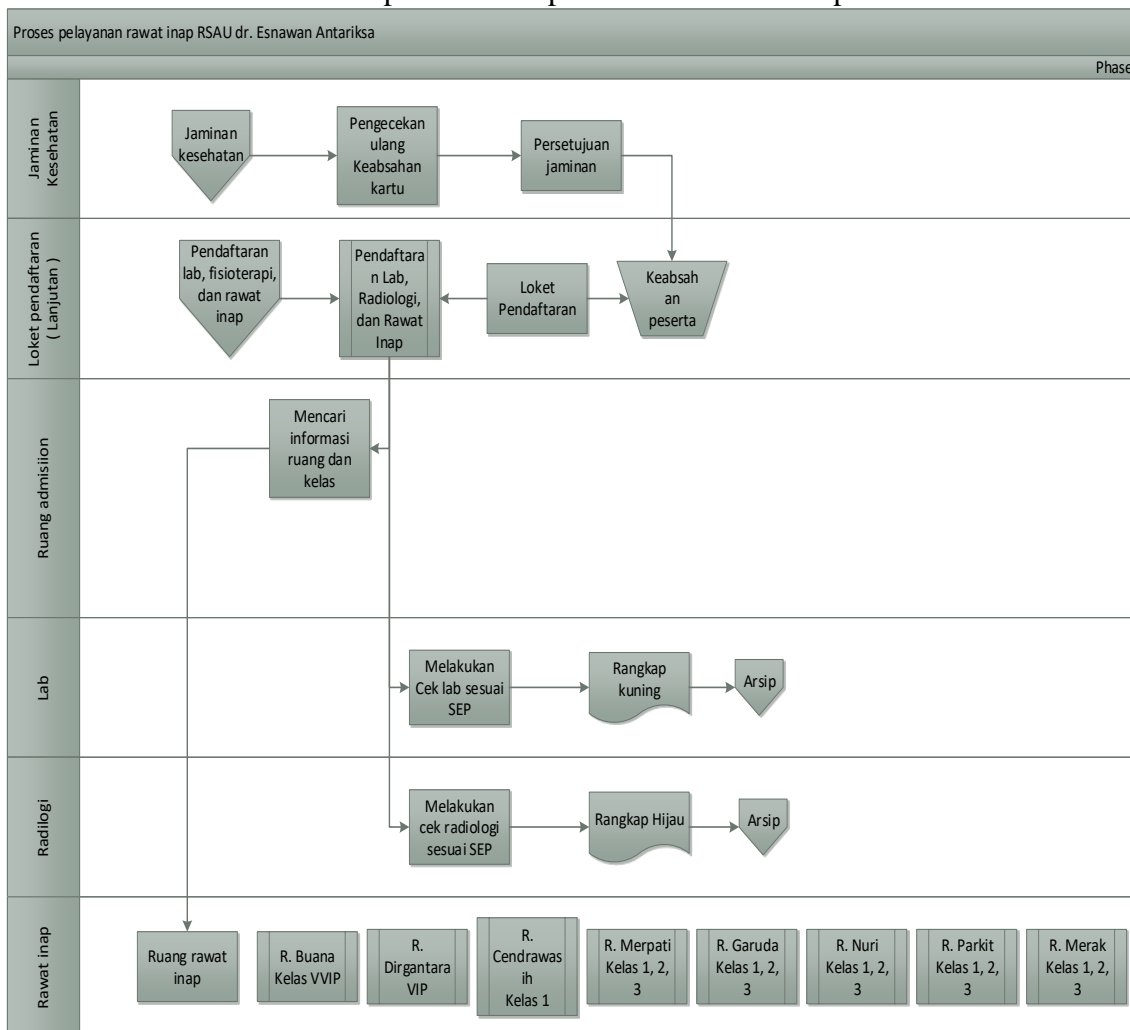 Proses pelayanan rawat inap RSAU dr. Esnawan Antariksa
Phase
Jaminan
Kesehatan
Jaminan
kesehatan
Pengecekan
ulang
Keabsahan
kartu
Persetujuan
jaminan
Loket pendaftaran
( Lanjutan )
Pendaftaran
lab, fisioterapi,
dan rawat
inap
Pendaftara
n Lab,
Radiologi,
dan Rawat
Inap
Loket
Pendaftaran
Keabsah
an
peserta
Ruang admisiion
Mencari
informasi
ruang dan
kelas
Lab
Melakukan
Cek lab sesuai
SEP
Rangkap
kuning
Arsip
Radilogi
Melakukan
cek radiologi
sesuai SEP
Rangkap Hijau
Arsip
Rawat inap
Ruang rawat
inap
R. Buana
Kelas VVIP
R.
Dirgantara
VIP
R.
Cendrawas
ih
Kelas 1
R. Merpati
Kelas 1, 2,
3
R. Garuda
Kelas 1, 2,
3
R. Nuri
Kelas 1, 2,
3
R. Parkit
Kelas 1, 2,
3
R. Merak
Kelas 1, 2,
3